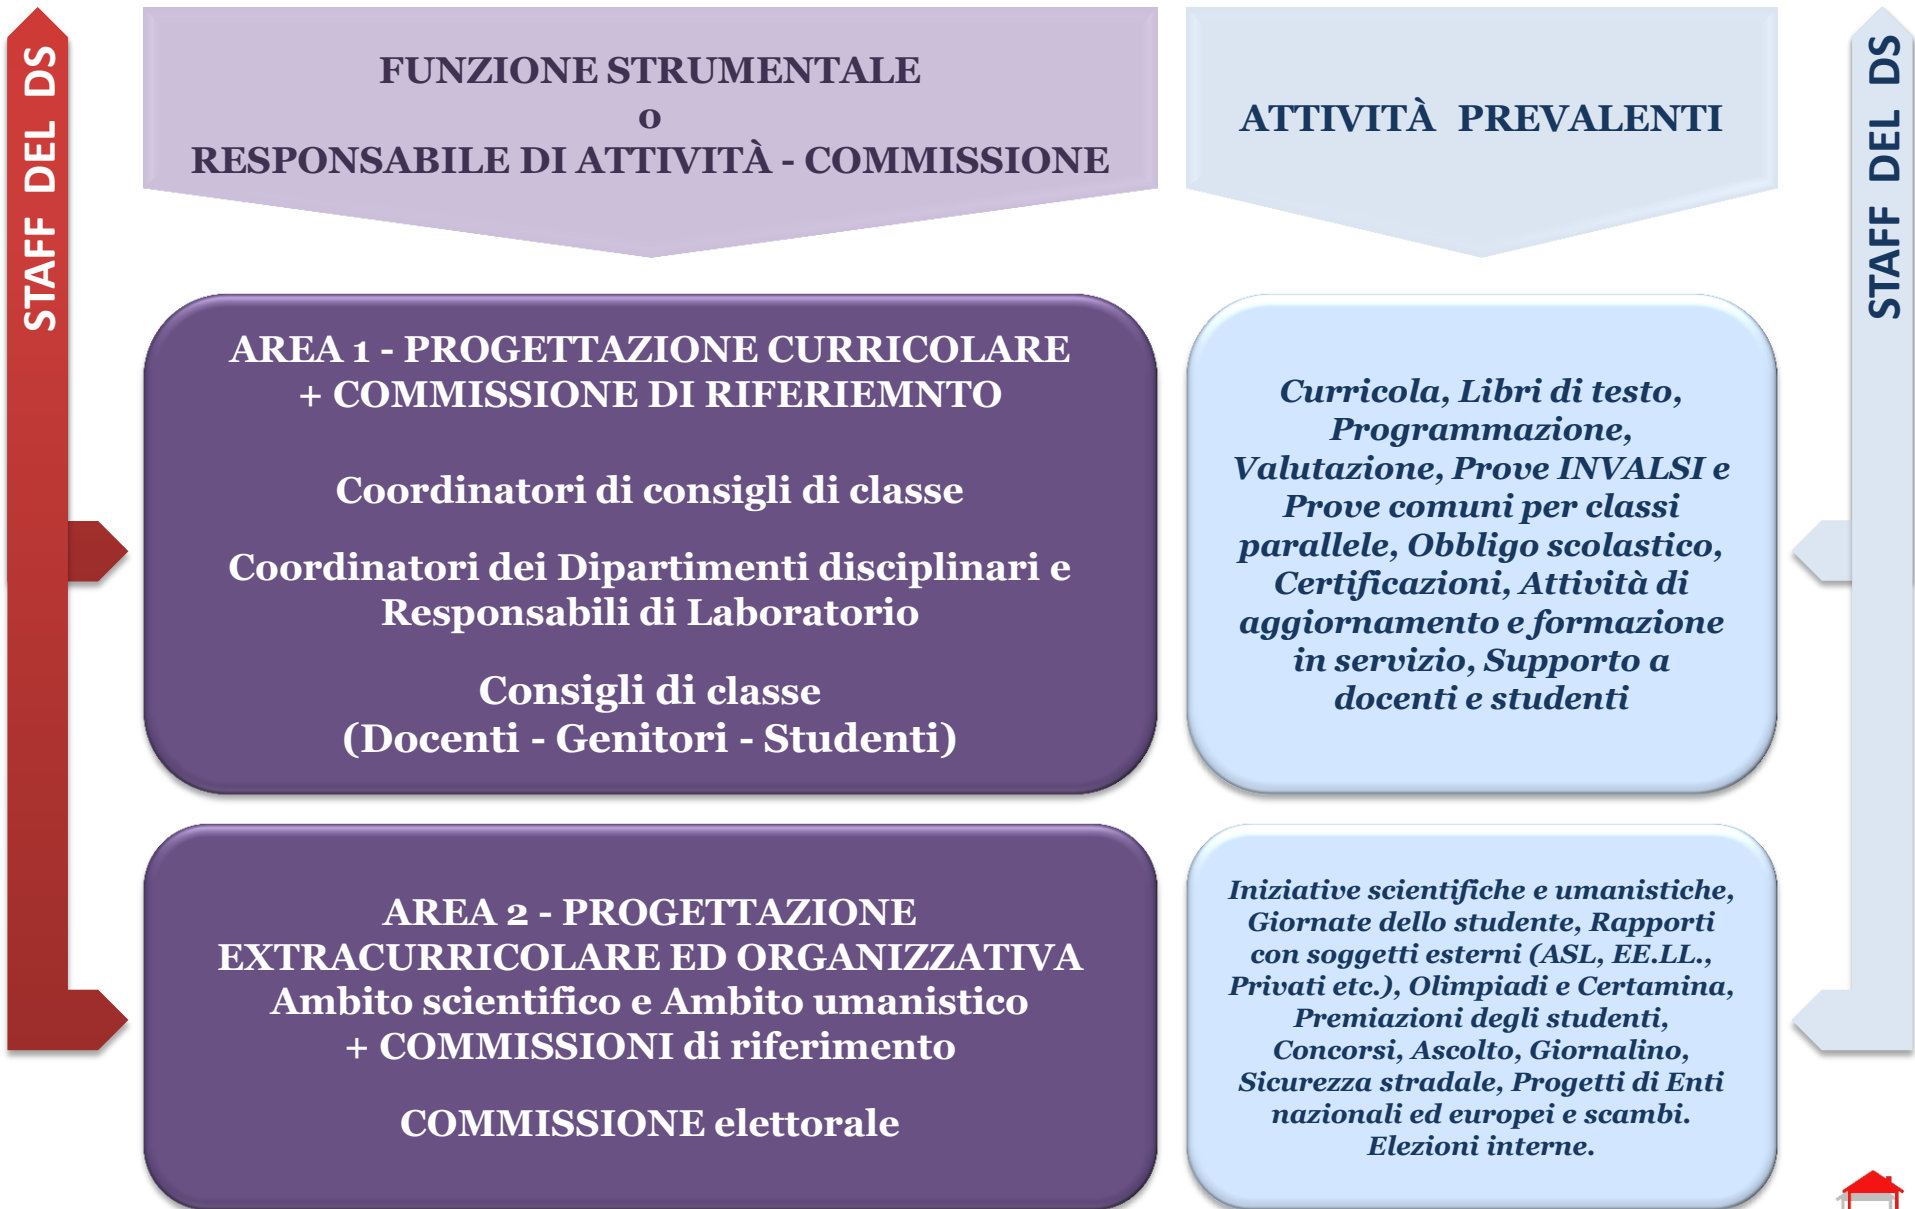 STAFF DEL DS
FUNZIONE STRUMENTALE
o
RESPONSABILE DI ATTIVITÀ - COMMISSIONE
ATTIVITÀ PREVALENTI
STAFF DEL DS
AREA 1 - PROGETTAZIONE CURRICOLARE
+ COMMISSIONE DI RIFERIEMNTO
Coordinatori di consigli di classe
Coordinatori dei Dipartimenti disciplinari e
Responsabili di Laboratorio
Consigli di classe
(Docenti - Genitori - Studenti)
Curricola, Libri di testo,
Programmazione,
Valutazione, Prove INVALSI e
Prove comuni per classi
parallele, Obbligo scolastico,
Certificazioni, Attività di
aggiornamento e formazione
in servizio, Supporto a
docenti e studenti
AREA 2 - PROGETTAZIONE
EXTRACURRICOLARE ED ORGANIZZATIVA
Ambito scientifico e Ambito umanistico
+ COMMISSIONI di riferimento
COMMISSIONE elettorale
Iniziative scientifiche e umanistiche,
Giornate dello studente, Rapporti
con soggetti esterni (ASL, EE.LL.,
Privati etc.), Olimpiadi e Certamina,
Premiazioni degli studenti,
Concorsi, Ascolto, Giornalino,
Sicurezza stradale, Progetti di Enti
nazionali ed europei e scambi.
Elezioni interne.